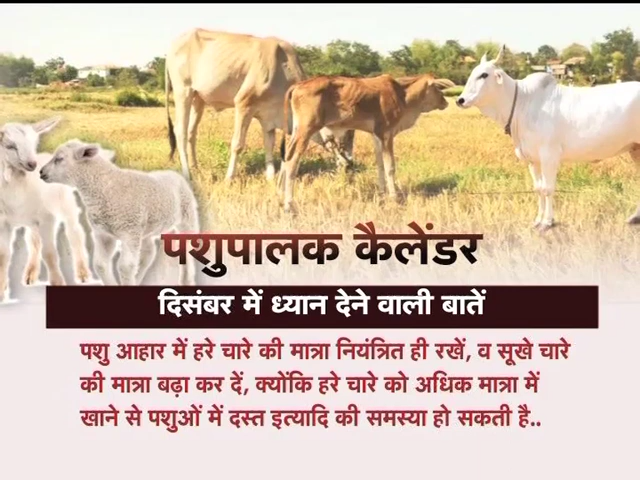 पशुपालक कैलेंडर
दिसंबर में ध्यान देने वाली बातें
पशु आहार में हरे चारे की मात्रा नियंत्रित ही रखें, व सूखे चारे
की मात्रा बढ़ा कर दें, क्योंकि हरे चारे को अधिक मात्रा में
खाने से पशुओं में दस्त इत्यादि की समस्या हो सकती है..